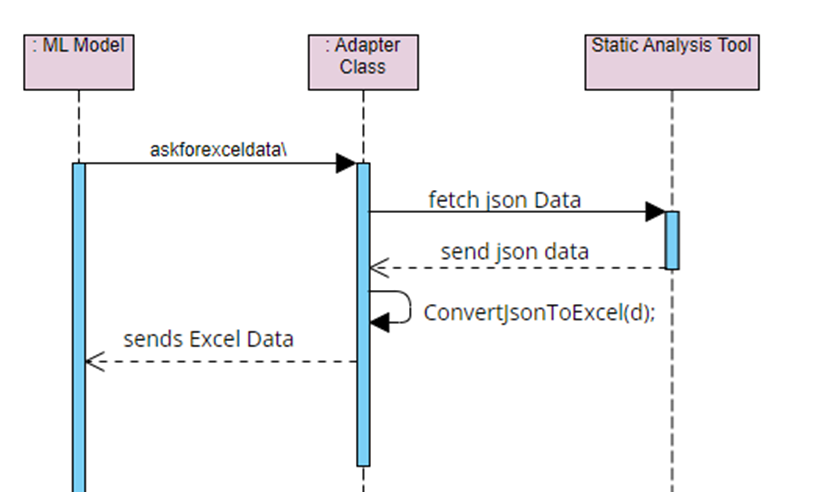 : ML Model
: Adapter
Class
Static Analysis Tool
askforexceldata\
fetch json Data
send json data
ConvertJsonToExcel(d);
sends Excel Data